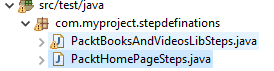 src/test/java
com.myproject.stepdefinations
PacktBooksAndVideosLibSteps.java
PacktHomePageSteps.java